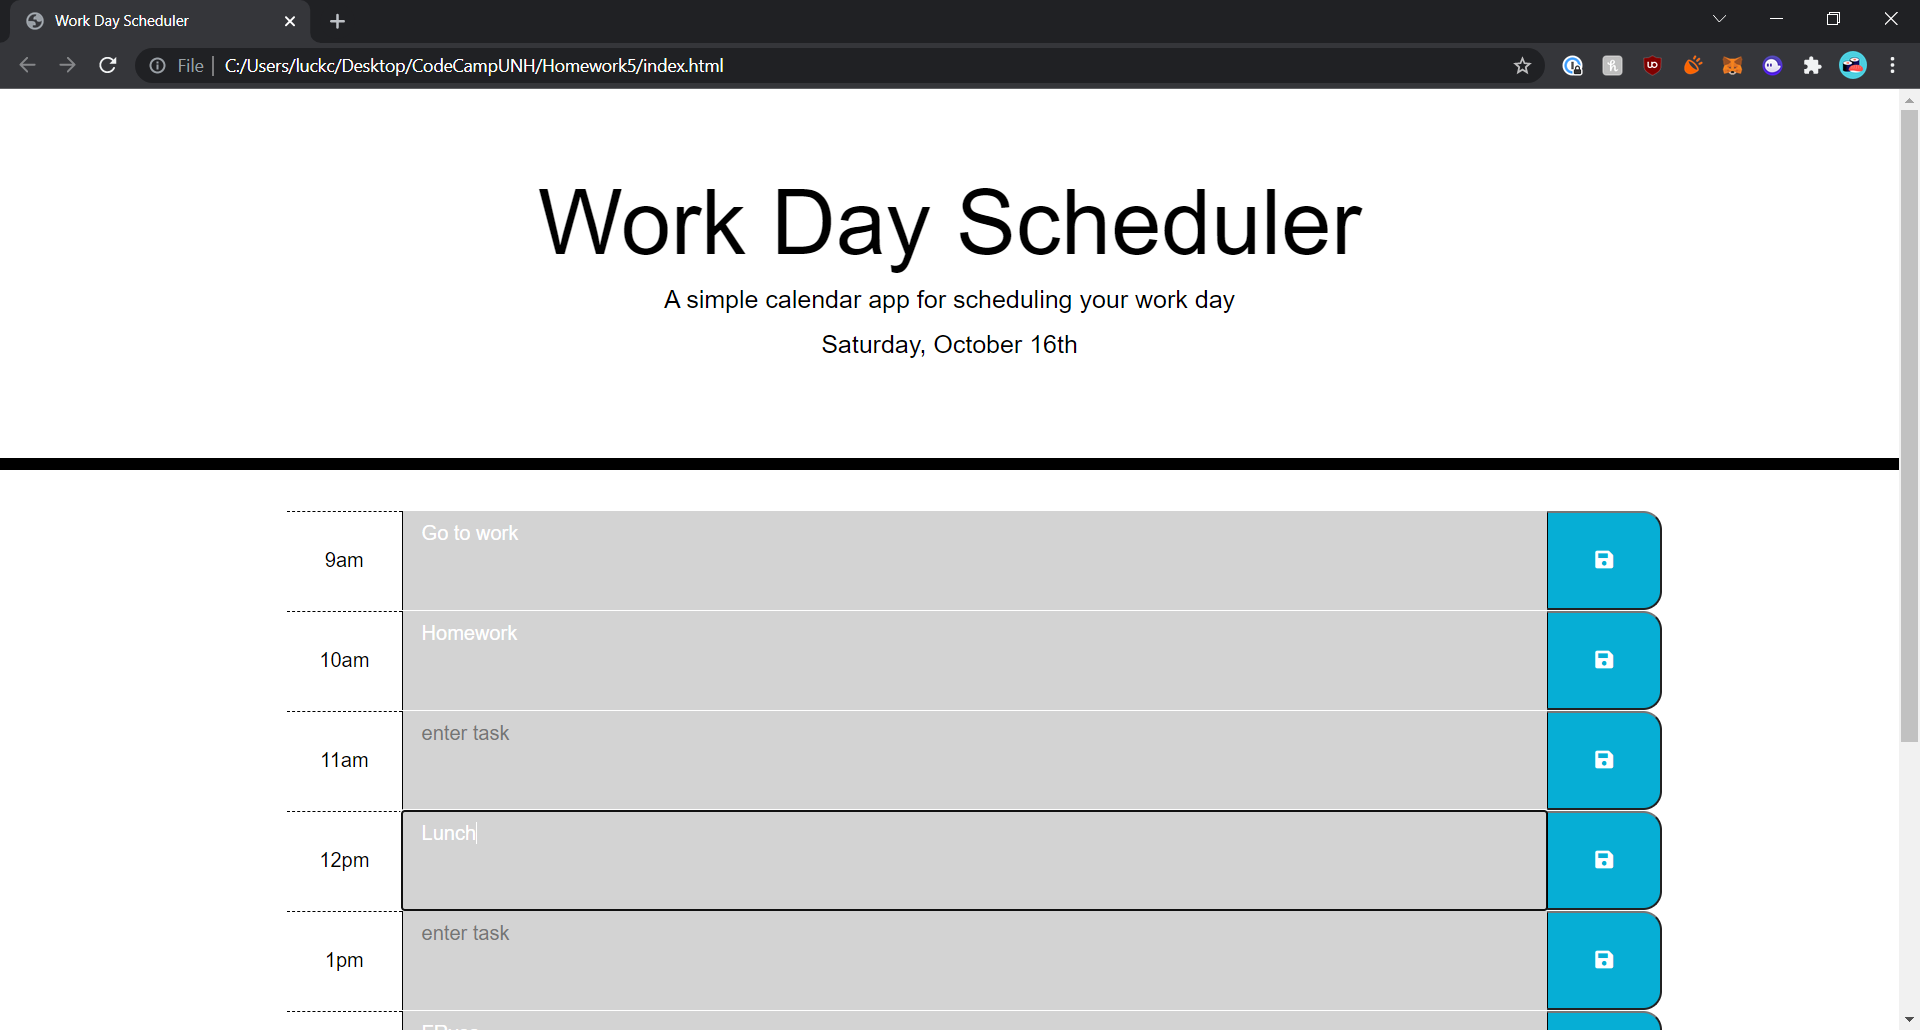 Work Day Scheduler
File
C:/Users/luckc/Desktop/CodeCampUNH/Homework5/index.html
Work Day Scheduler
A simple calendar app for scheduling your work day
Saturday, October 16th
9am
Go to work
10am
Homework
11am
enter task
12pm
Lunch
1pm
enter task